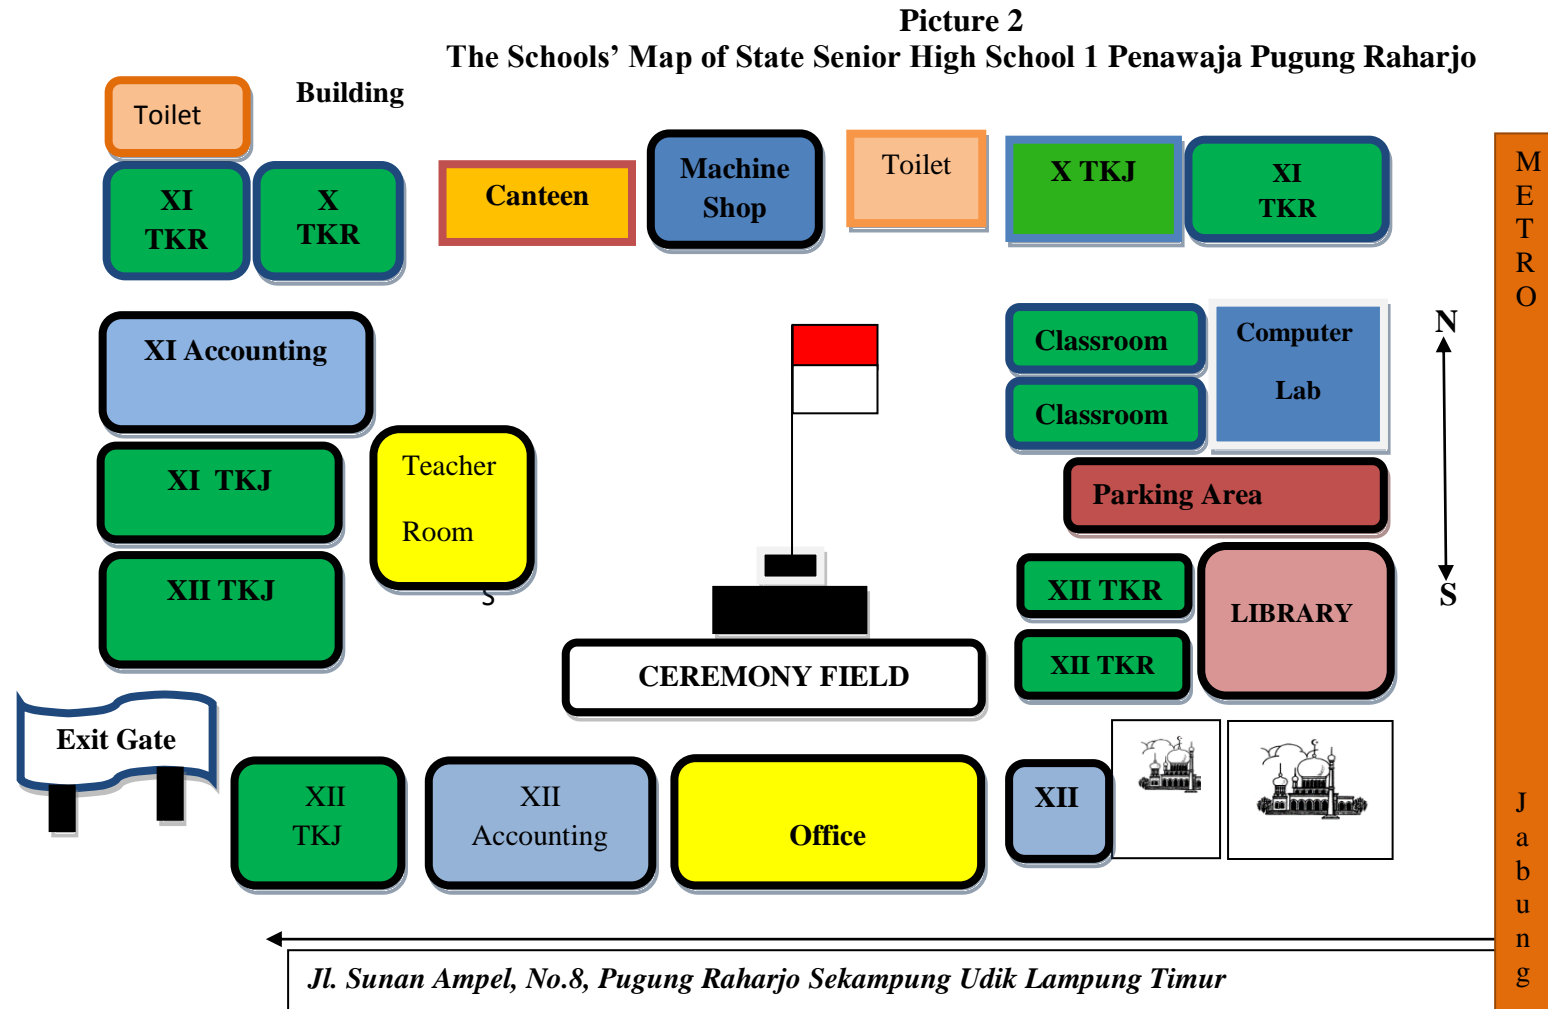 Picture 2
The Schools’ Map of State Senior High School 1 Penawaja Pugung Raharjo
Building
Toilet
XI
TKR
X
TKR
Canteen
Machine
Shop
Toilet
X TKJ
XI
TKR
XI Accounting
XI TKJ
XII TKJ
Teacher
Room
s
Classroom
Classroom
Computer
Lab
Parking Area
XII TKR
XII TKR
LIBRARY
N
S
CEREMONY FIELD
Exit Gate
XII
TKJ
XII
Accounting
Office
XII
M
E
T
R
O
J
a
b
u
n
g
Jl. Sunan Ampel, No.8, Pugung Raharjo Sekampung Udik Lampung Timur